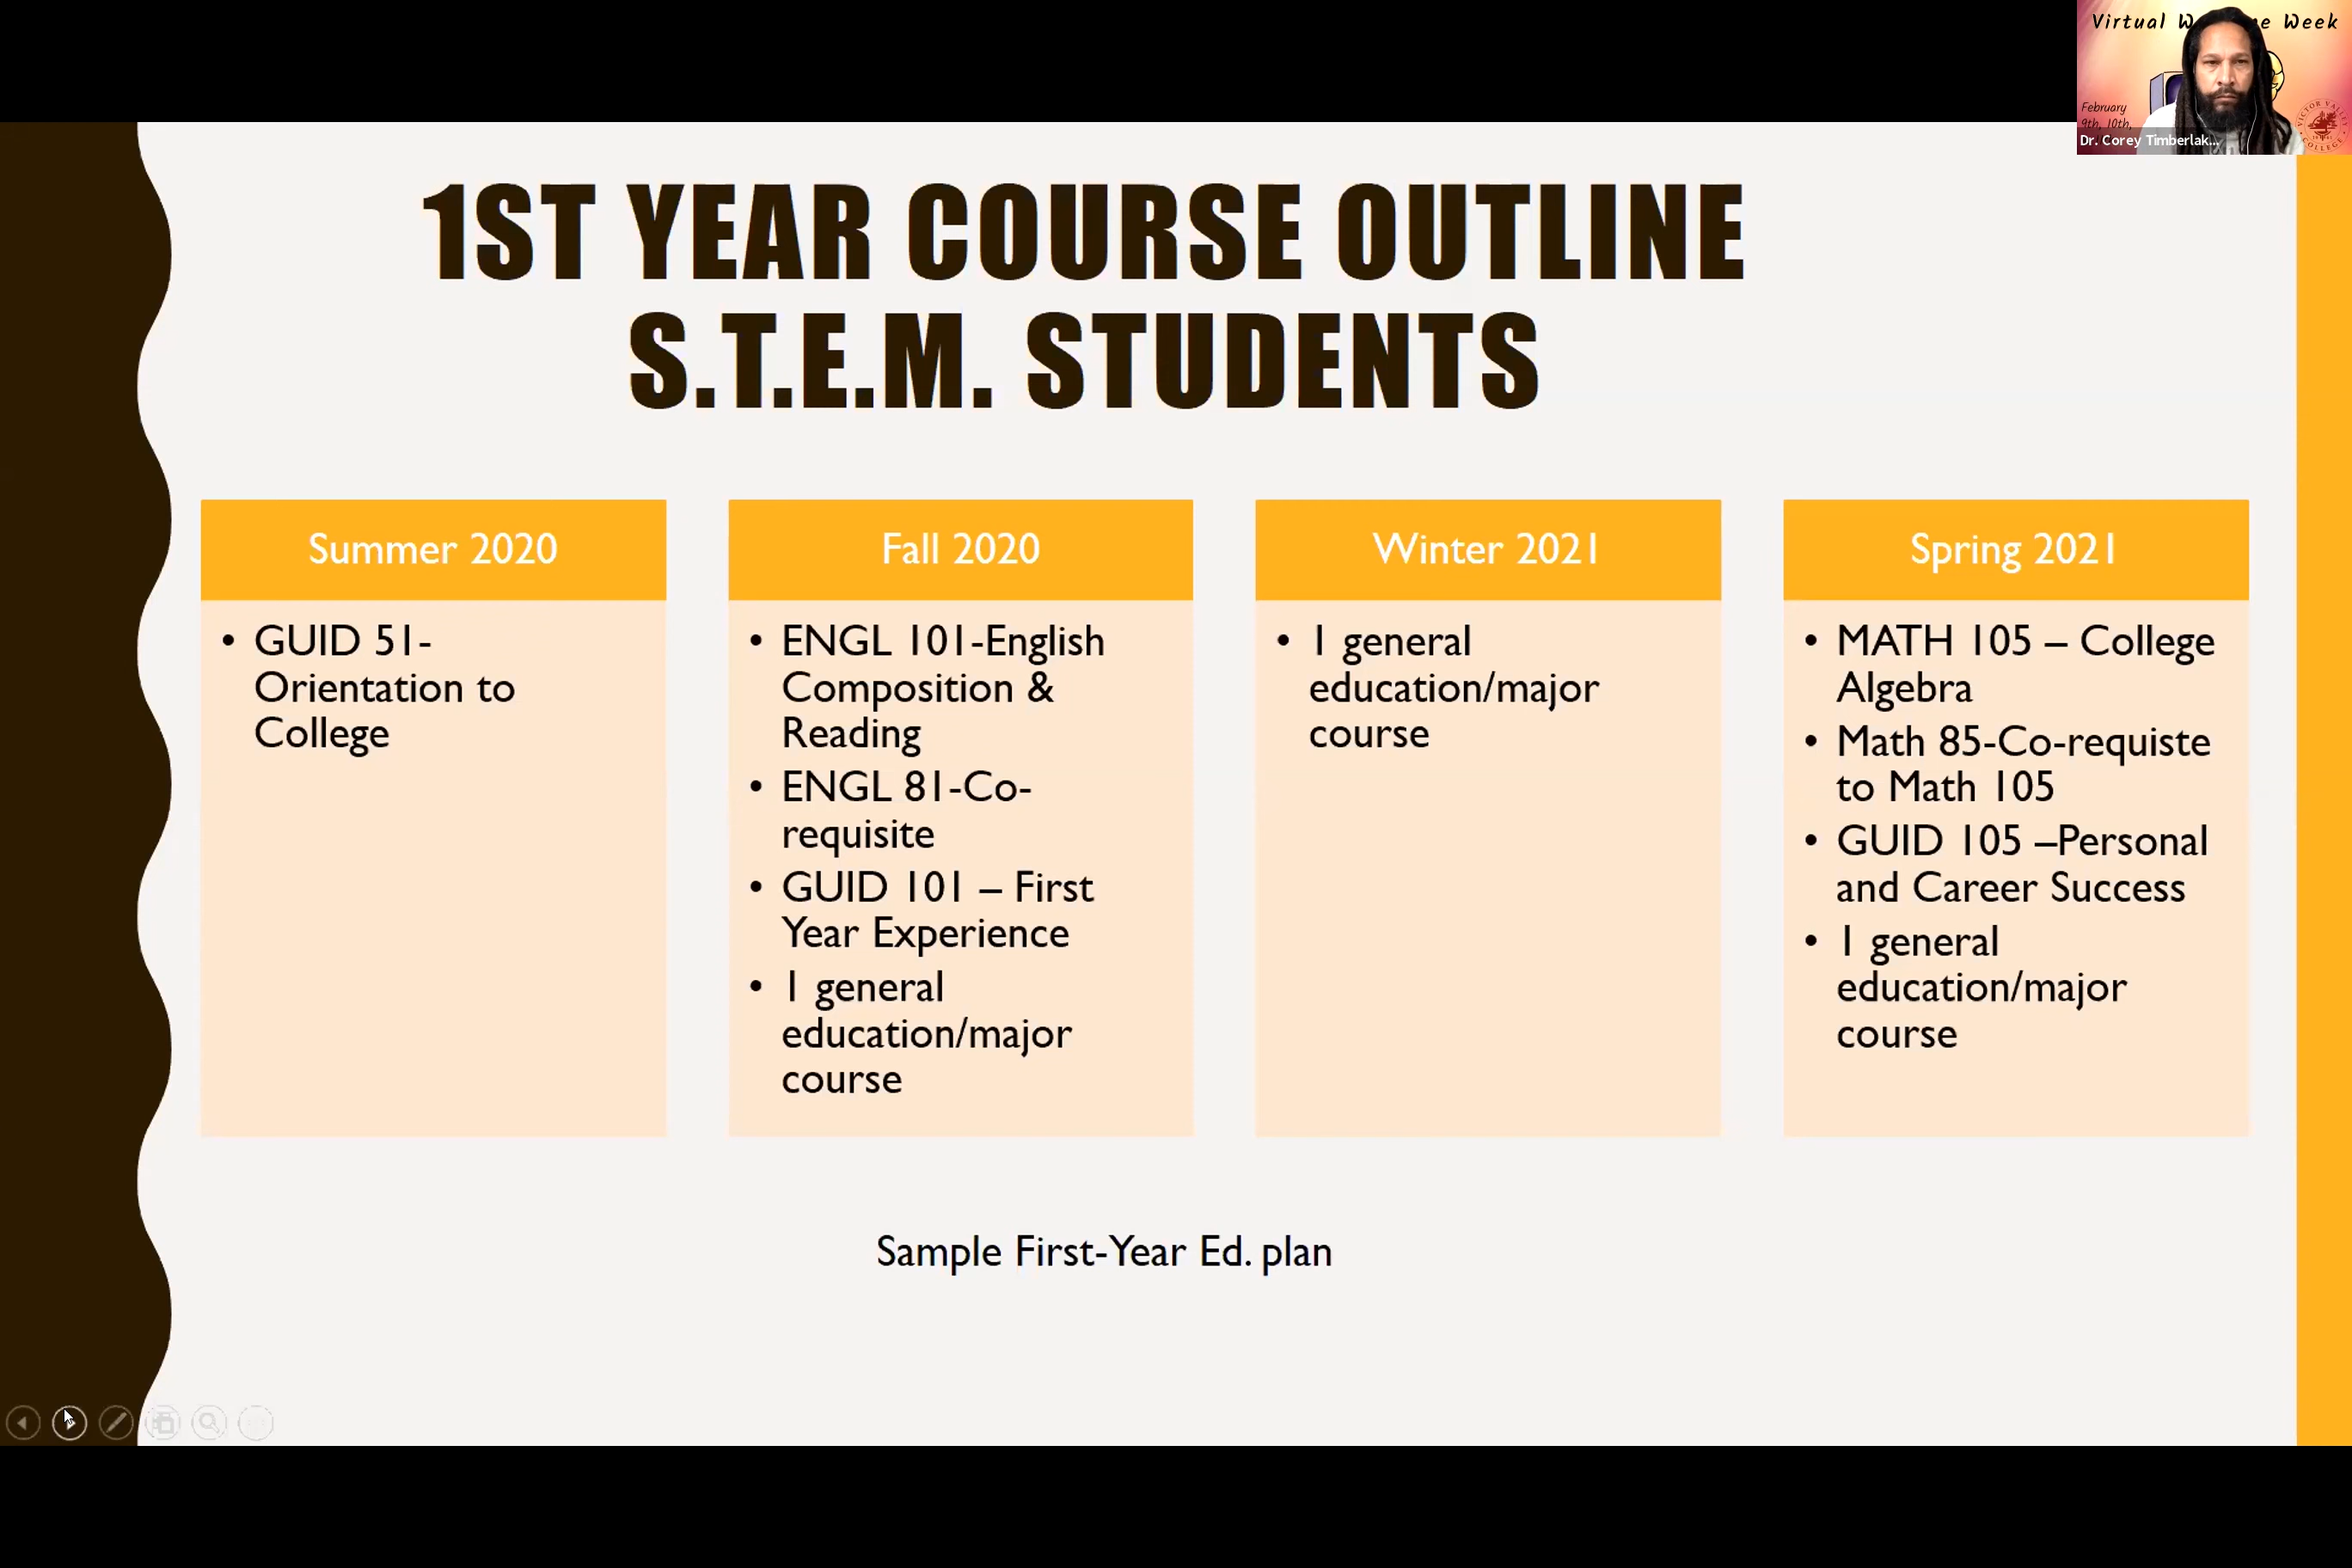 Virtual W e Week
February
9th, 10th,
Dr. Corey Timberlak...
VICTOR VALLEY
COLLEGE
1ST YEAR COURSE OUTLINE
S.T.E.M. STUDENTS
Summer 2020
• GUID 51-
Orientation to
College
Fall 2020
• ENGL 101-English
Composition &
Reading
• ENGL 81-Co-
requisite
• GUID 101 – First
Year Experience
• 1 general
education/major
course
Winter 2021
• 1 general
education/major
course
Spring 2021
• MATH 105 – College
Algebra
• Math 85-Co-requiste
to Math 105
• GUID 105 –Personal
and Career Success
• 1 general
education/major
course
Sample First-Year Ed. plan